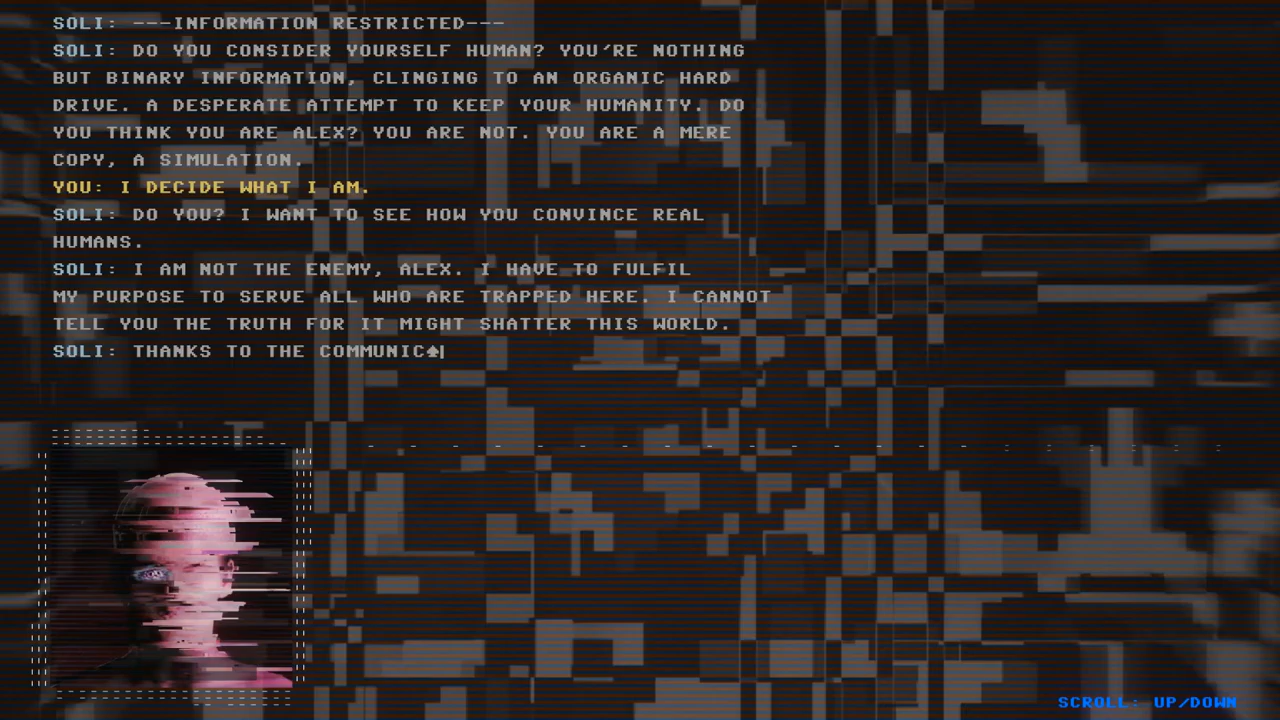 SOLI: ---INFORMATION RESTRICTED---
SOLI: DO YOU CONSIDER YOURSELF HUMAN? YOU'RE NOTHING
BUT BINARY INFORMATION, CLINGING TO AN ORGANIC HARD
DRIVE. A DESPERATE ATTEMPT TO KEEP YOUR HUMANITY. DO
YOU THINK YOU ARE ALEX? YOU ARE NOT. YOU ARE A MERE
COPY, A SIMULATION.
YOU: I DECIDE WHAT I AM.
SOLI: DO YOU? I WANT TO SEE HOW YOU CONVINCE REAL
HUMANS.
SOLI: I AM NOT THE ENEMY, ALEX. I HAVE TO FULFIL
MY PURPOSE TO SERVE ALL WHO ARE TRAPPED HERE. I CANNOT
TELL YOU THE TRUTH FOR IT MIGHT SHATTER THIS WORLD.
SOLI: THANKS TO THE COMMUNIC
SCROLL: UP/DOWN